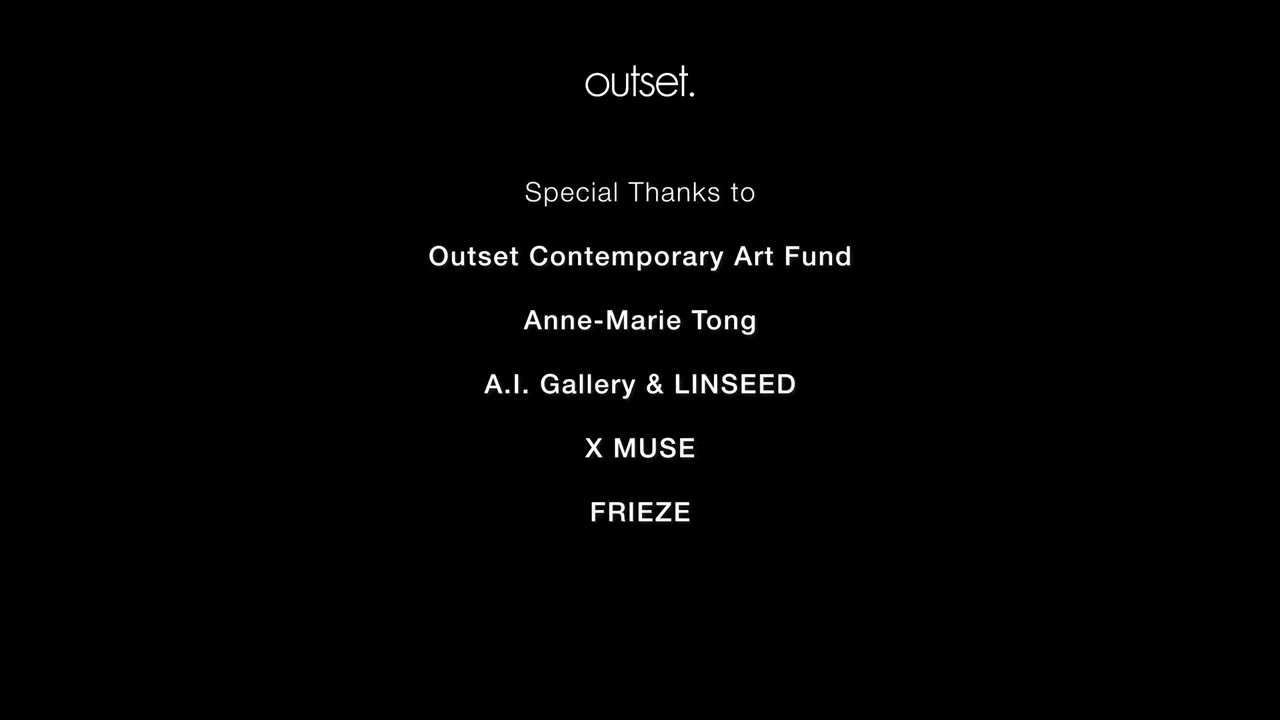 outset.
Special Thanks to
Outset Contemporary Art Fund
Anne-Marie Tong
A.I. Gallery & LINSEED
X MUSE
FRIEZE